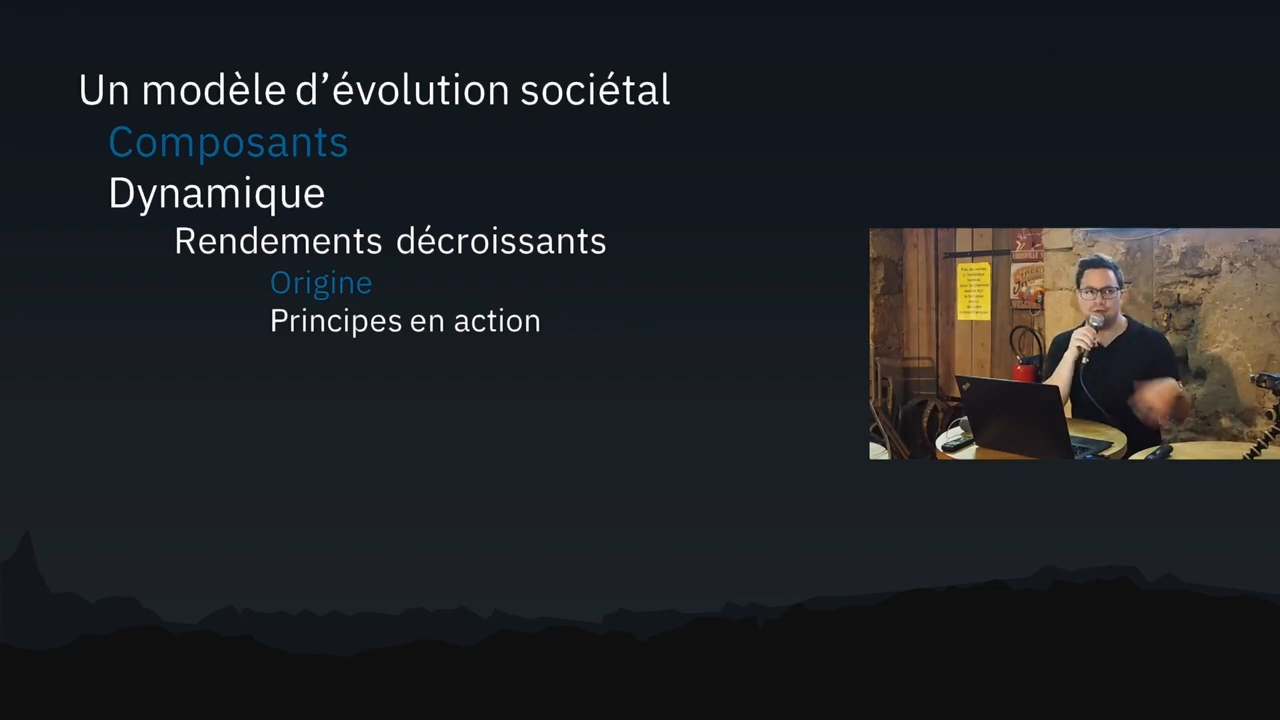 Un modèle d’évolution sociétal
Composants
Dynamique
Rendements décroissants
Origine
Principes en action